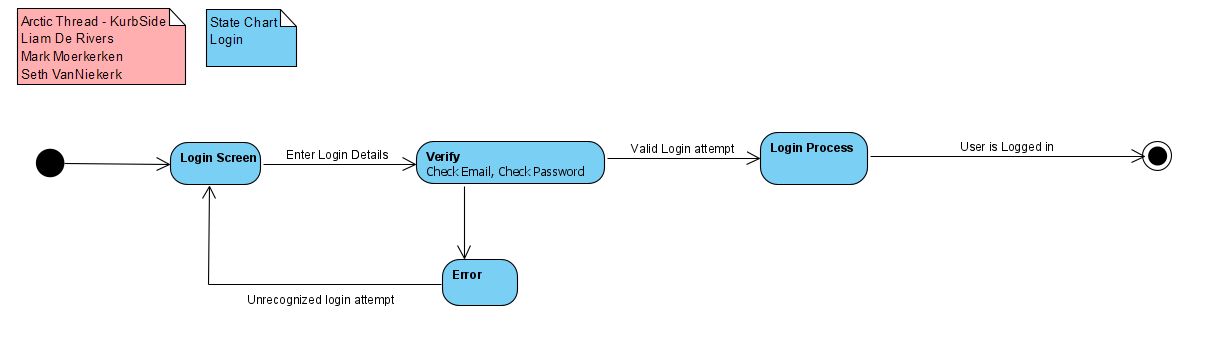 Arctic Thread - KurbSide
Liam De Rivers
Mark Moerkerken
Seth VanNiekerk
State Chart
Login
Login Screen
Enter Login Details
Verify
Check Email, Check Password
Valid Login attempt
Login Process
User is Logged in
Error
Unrecognized login attempt